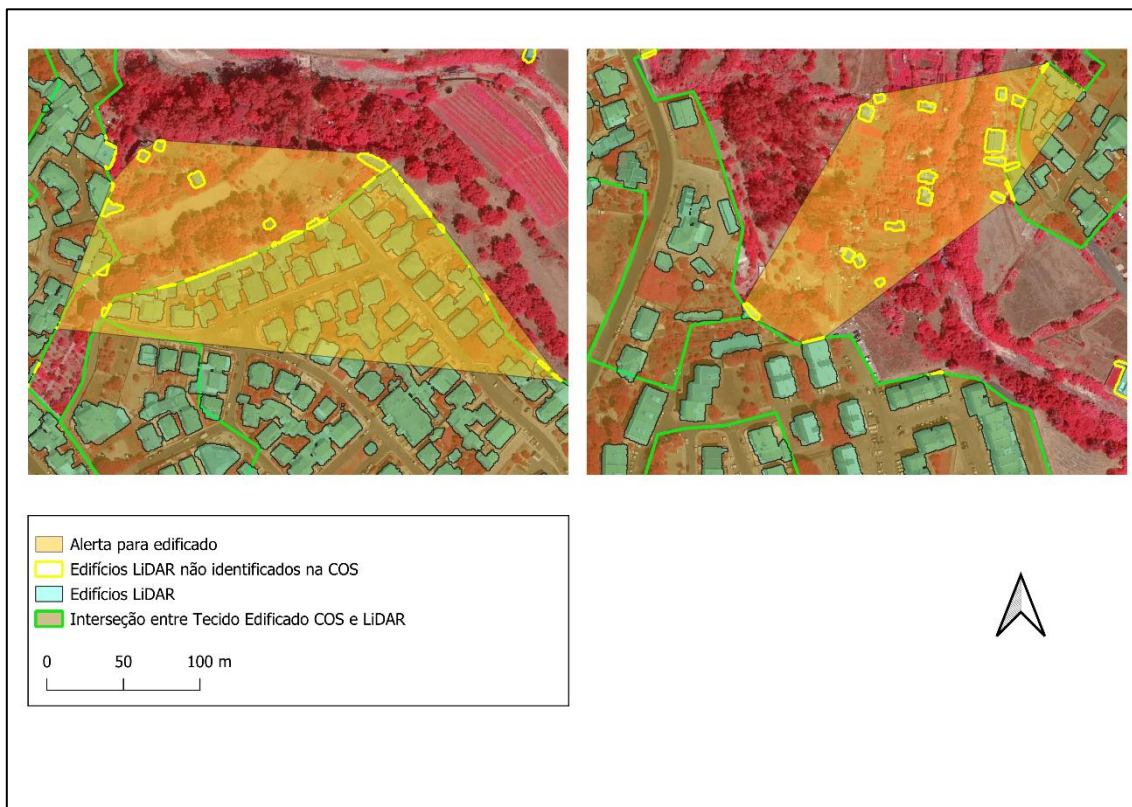 Alerta para edificado
Edifícios LiDAR não identificados na COS
Edifícios LiDAR
Interseção entre Tecido Edificado COS e LiDAR
0 50 100 m